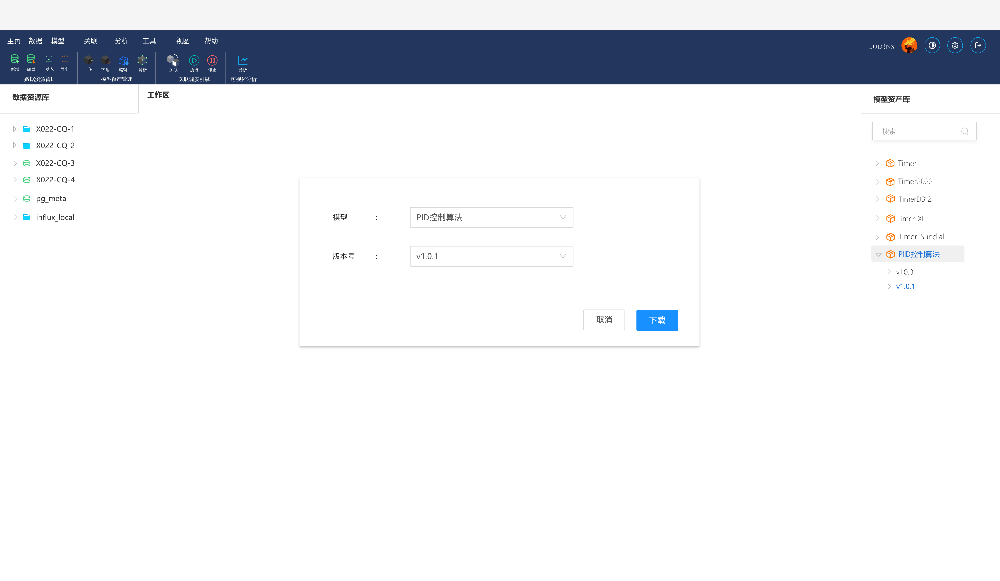 主页 数据 模型 关联 分析 工具 视图 帮助
Lud3ns
新增 卸载 导入 导出 上传 下载 编辑 解析 关联 执行 停止 分析
数据资源管理 模型资产管理 关联调度引擎 可视化分析
数据资源库
X022-CQ-1
X022-CQ-2
X022-CQ-3
X022-CQ-4
pg_meta
influx_local
工作区
模型 : PID控制算法
版本号 : v1.0.1
取消 下载
模型资产库
搜索
Timer
Timer2022
TimerDB12
Timer-XL
Timer-Sundial
PID控制算法
v1.0.0
v1.0.1